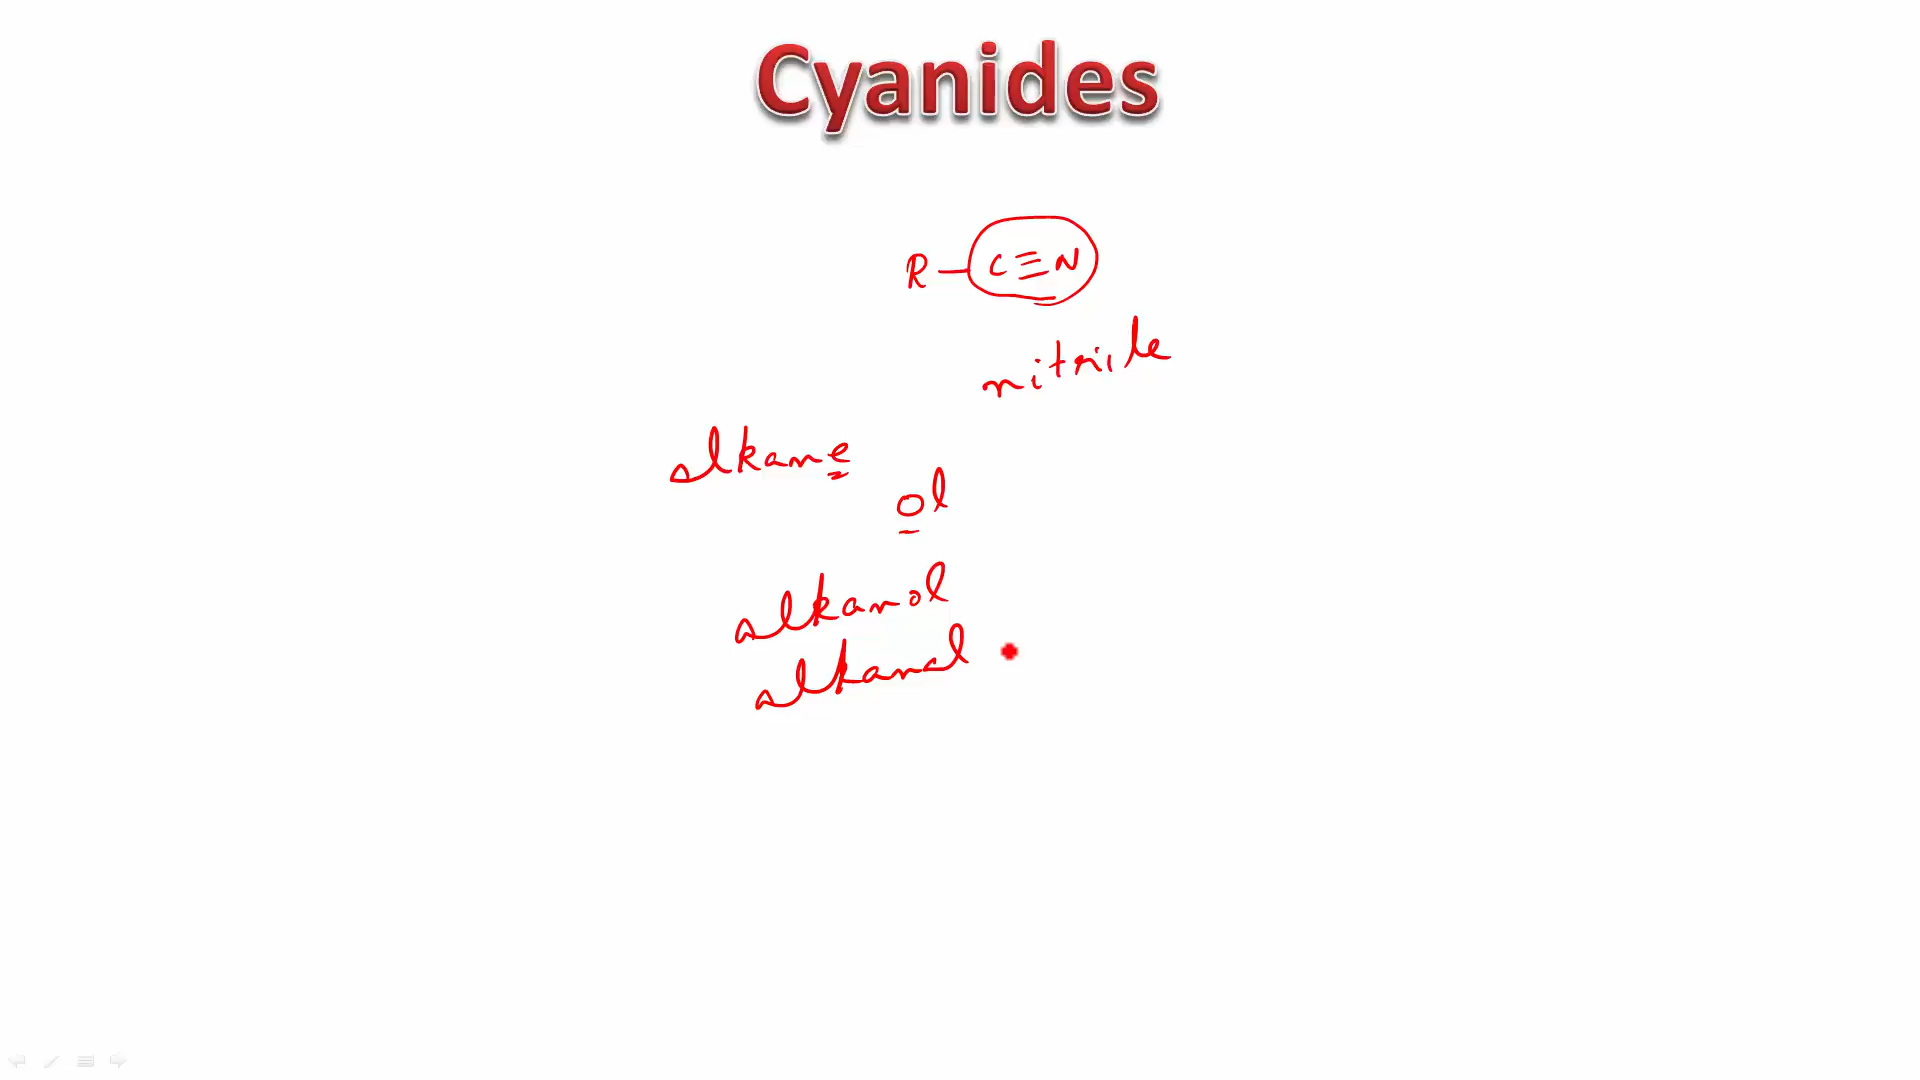 Cyanides
R-C≡N
nitrile
alkane
ol
alkanol
alkanal